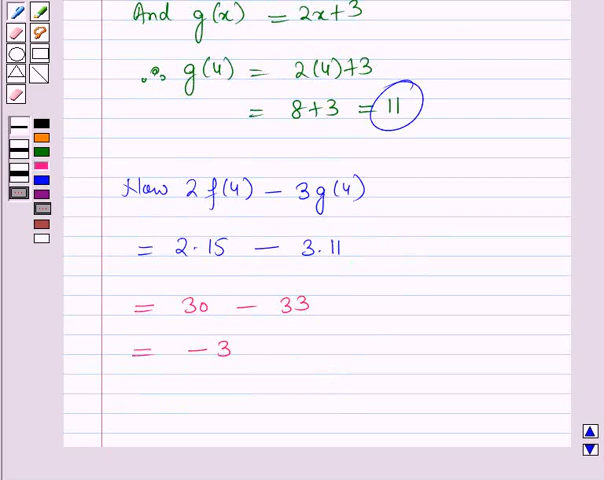 And g(x) = 2x+3
∴ g(4) = 2(4)+3
= 8+3 = 11
Now 2f(4) – 3g(4)
= 2·15 – 3·11
= 30 – 33
= –3